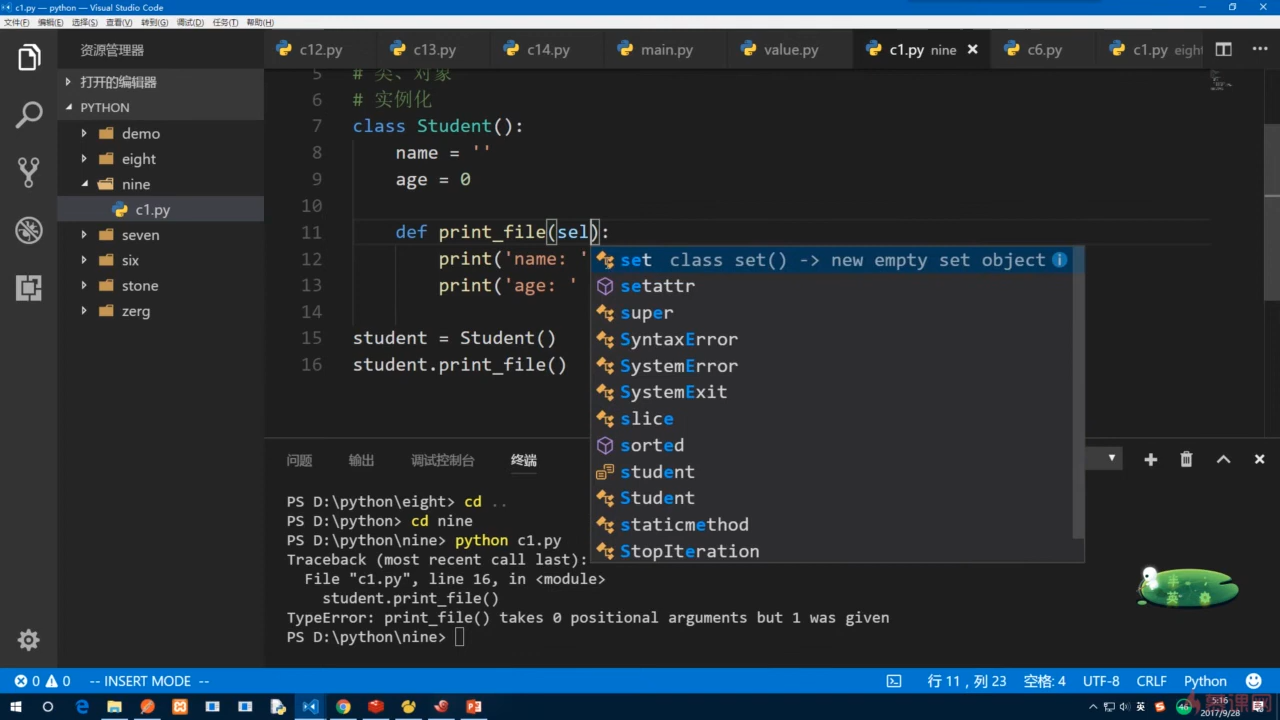 c1.py — python — Visual Studio Code
文件(F) 编辑(E) 选择(S) 查看(V) 转到(G) 调试(D) 任务(T) 帮助(H)
资源管理器
c12.py
c13.py
c14.py
main.py
value.py
c1.py nine
c6.py
c1.py eight
打开的编辑器
PYTHON
demo
eight
nine
c1.py
seven
six
stone
zerg
5 # 类、对象
6 # 实例化
7 class Student():
8 name = ''
9 age = 0
10
11 def print_file(sel):
12 print('name: '
13 print('age: '
14
15 student = Student()
16 student.print_file()
set class set() -> new empty set object
setattr
super
SyntaxError
SystemError
SystemExit
slice
sorted
student
Student
staticmethod
StopIteration
问题 输出 调试控制台 终端
PS D:\python\eight> cd ..
PS D:\python> cd nine
PS D:\python\nine> python c1.py
Traceback (most recent call last):
File "c1.py", line 16, in <module>
student.print_file()
TypeError: print_file() takes 0 positional arguments but 1 was given
PS D:\python\nine>
0 0 -- INSERT MODE --
行 11，列 23 空格: 4 UTF-8 CRLF Python
英
46
5:16
2017/9/28